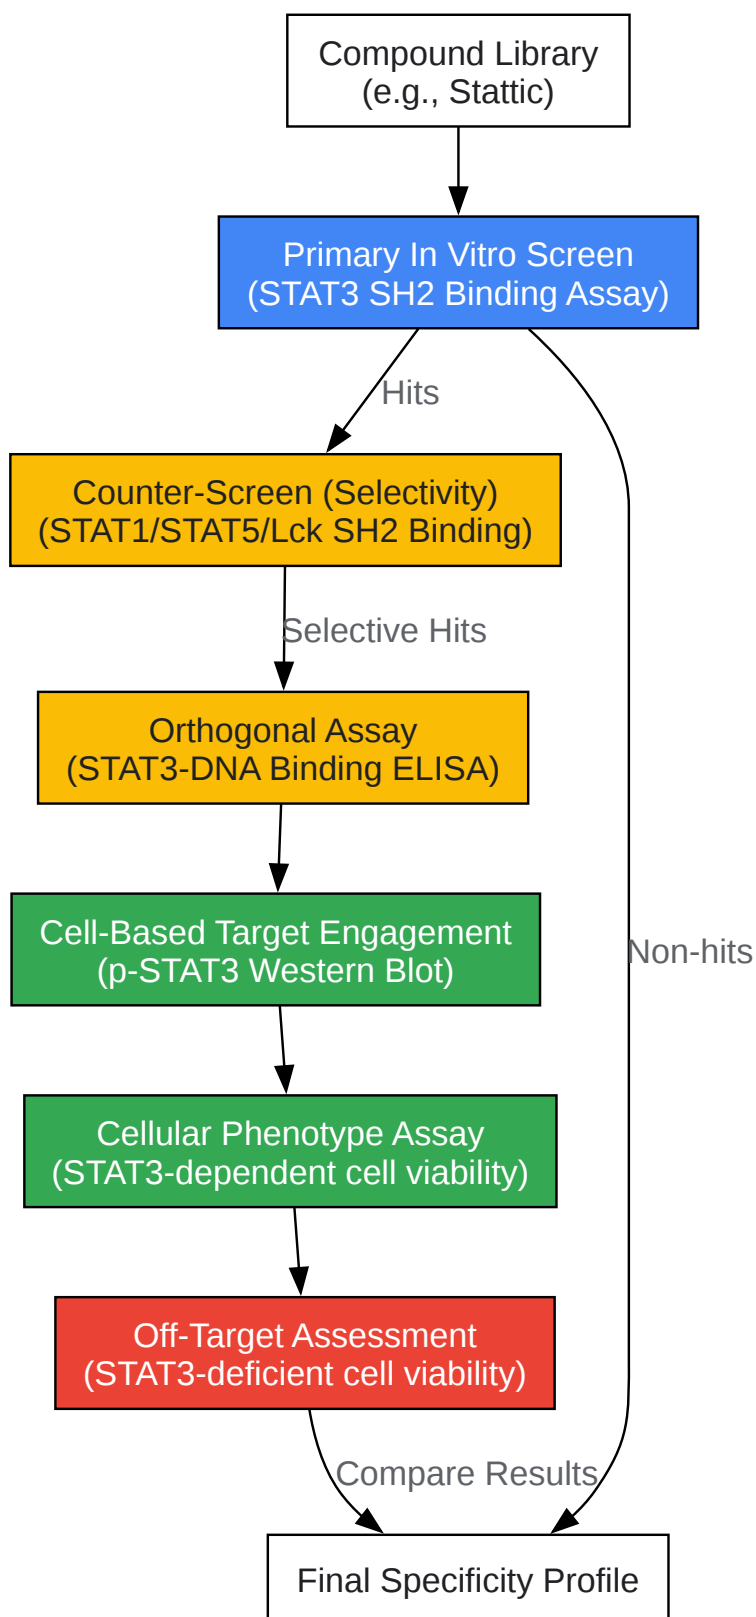 Compound Library
(e.g., Stattic)
Primary In Vitro Screen
(STAT3 SH2 Binding Assay)
Hits
Counter-Screen (Selectivity)
(STAT1/STAT5/Lck SH2 Binding)
Selective Hits
Orthogonal Assay
(STAT3-DNA Binding ELISA)
Cell-Based Target Engagement
(p-STAT3 Western Blot)
Non-hits
Cellular Phenotype Assay
(STAT3-dependent cell viability)
Off-Target Assessment
(STAT3-deficient cell viability)
Compare Results
Final Specificity Profile